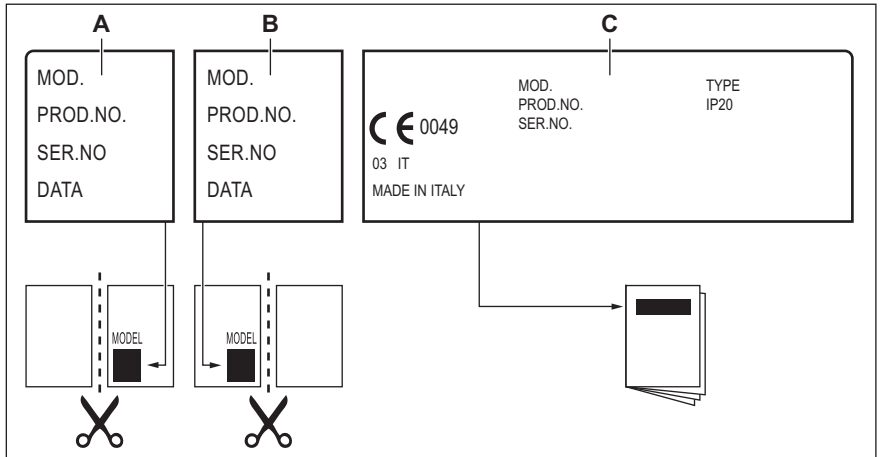 A
B
C
MOD.
PROD.NO.
SER.NO
DATA
MOD.
PROD.NO.
SER.NO
DATA
MOD.
PROD.NO.
SER.NO.
TYPE
IP20
CE 0049
03 IT
MADE IN ITALY
MODEL
MODEL